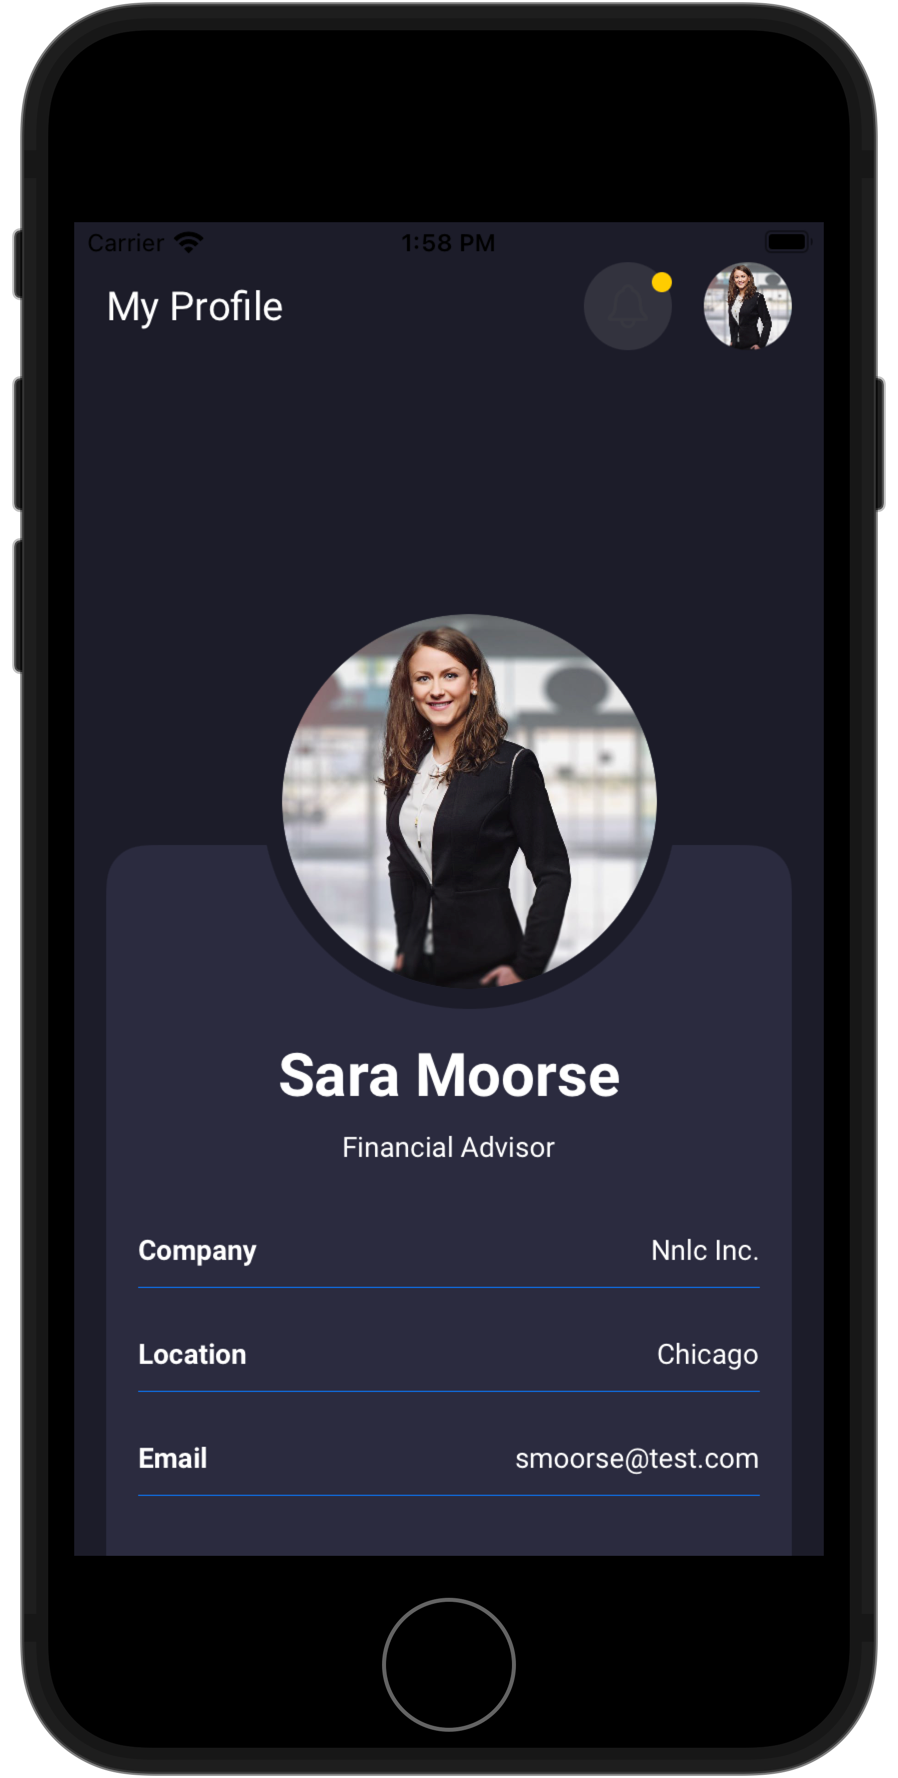 Carrier 1:58 PM
My Profile
Sara Moorse
Financial Advisor
Company Nnlc Inc.
Location Chicago
Email smoorse@test.com